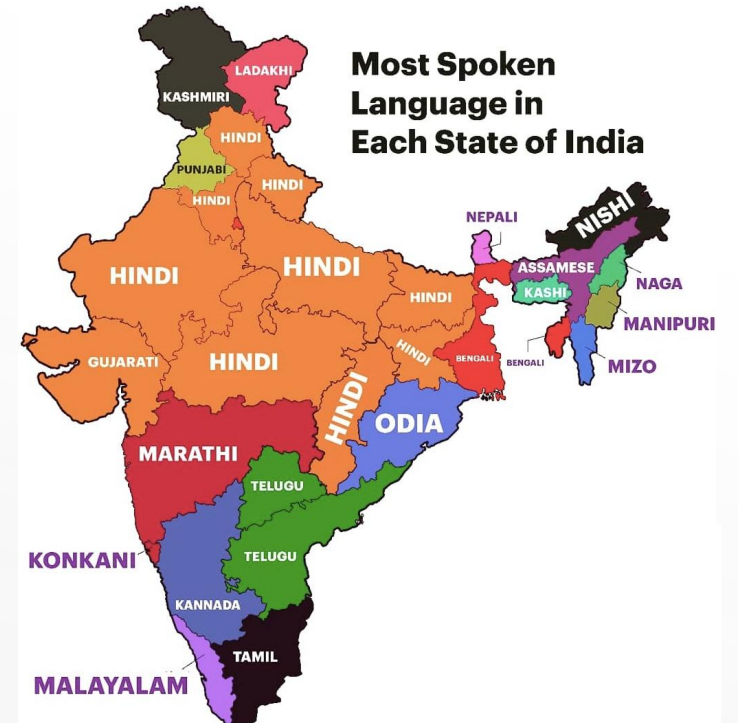 Most Spoken
Language in
Each State of India
LADAKHI
KASHMIRI
HINDI
PUNJABI
HINDI
HINDI
NEPALI
NISHI
HINDI
HINDI
ASSAMESE
NAGA
KASHI
HINDI
MANIPURI
GUJARATI
HINDI
HINDI
BENGALI
BENGALI
MIZO
HINDI
ODIA
MARATHI
TELUGU
KONKANI
TELUGU
KANNADA
TAMIL
MALAYALAM